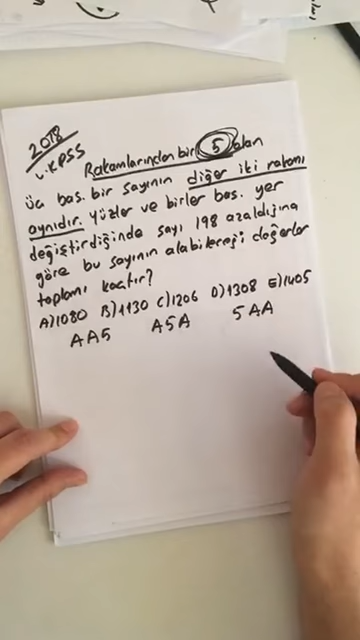 2018
L.KPSS
Rakamlarından biri 5 olan
üç bas. bir sayının diğer iki rakamı
aynıdır. Yüzler ve birler bas. yer
değiştirdiğinde sayı 198 azaldığına
göre bu sayının alabileceği değerler
toplamı kaçtır?
A)1080 B)1130 C)1206 D)1308 E)1405
AA5 A5A 5AA